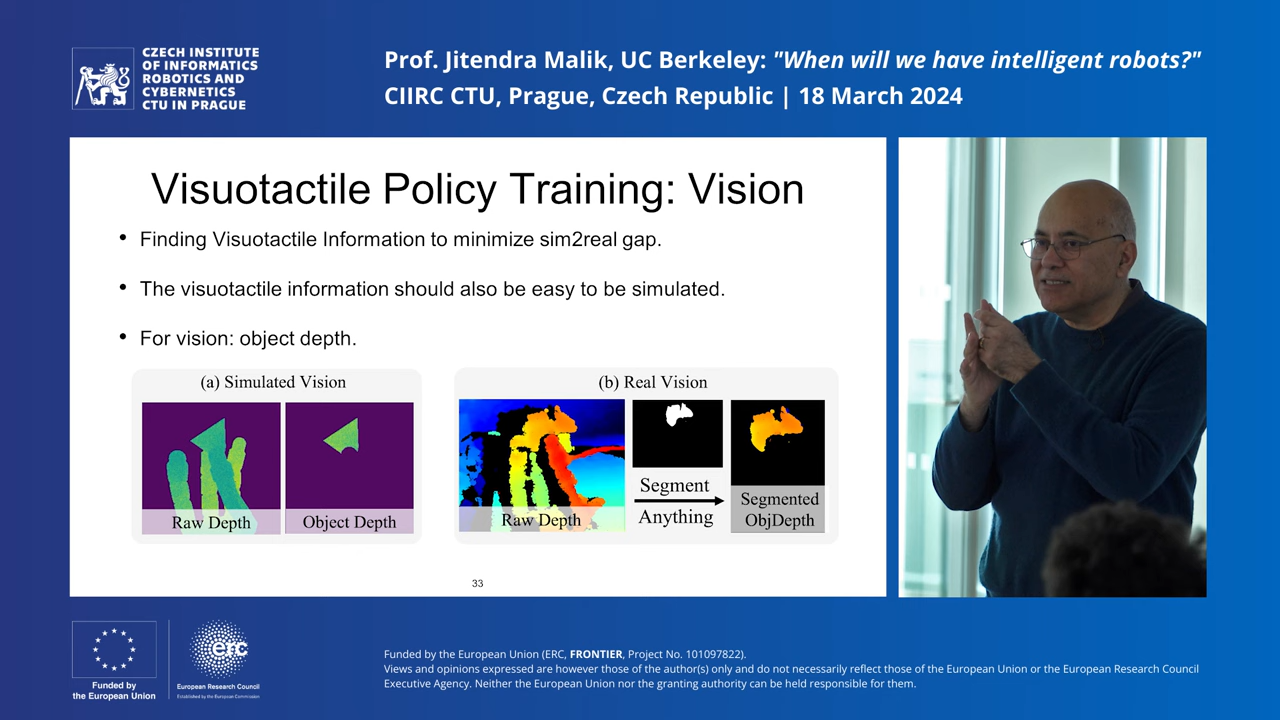 CZECH INSTITUTE
OF INFORMATICS
ROBOTICS AND
CYBERNETICS
CTU IN PRAGUE
Prof. Jitendra Malik, UC Berkeley: "When will we have intelligent robots?"
CIIRC CTU, Prague, Czech Republic | 18 March 2024
Visuotactile Policy Training: Vision
• Finding Visuotactile Information to minimize sim2real gap.
• The visuotactile information should also be easy to be simulated.
• For vision: object depth.
(a) Simulated Vision
Raw Depth
Object Depth
(b) Real Vision
Raw Depth
Segment
Anything
Segmented
ObjDepth
33
Funded by
the European Union
erc
European Research Council
Established by the European Commission
Funded by the European Union (ERC, FRONTIER, Project No. 101097822).
Views and opinions expressed are however those of the author(s) only and do not necessarily reflect those of the European Union or the European Research Council
Executive Agency. Neither the European Union nor the granting authority can be held responsible for them.